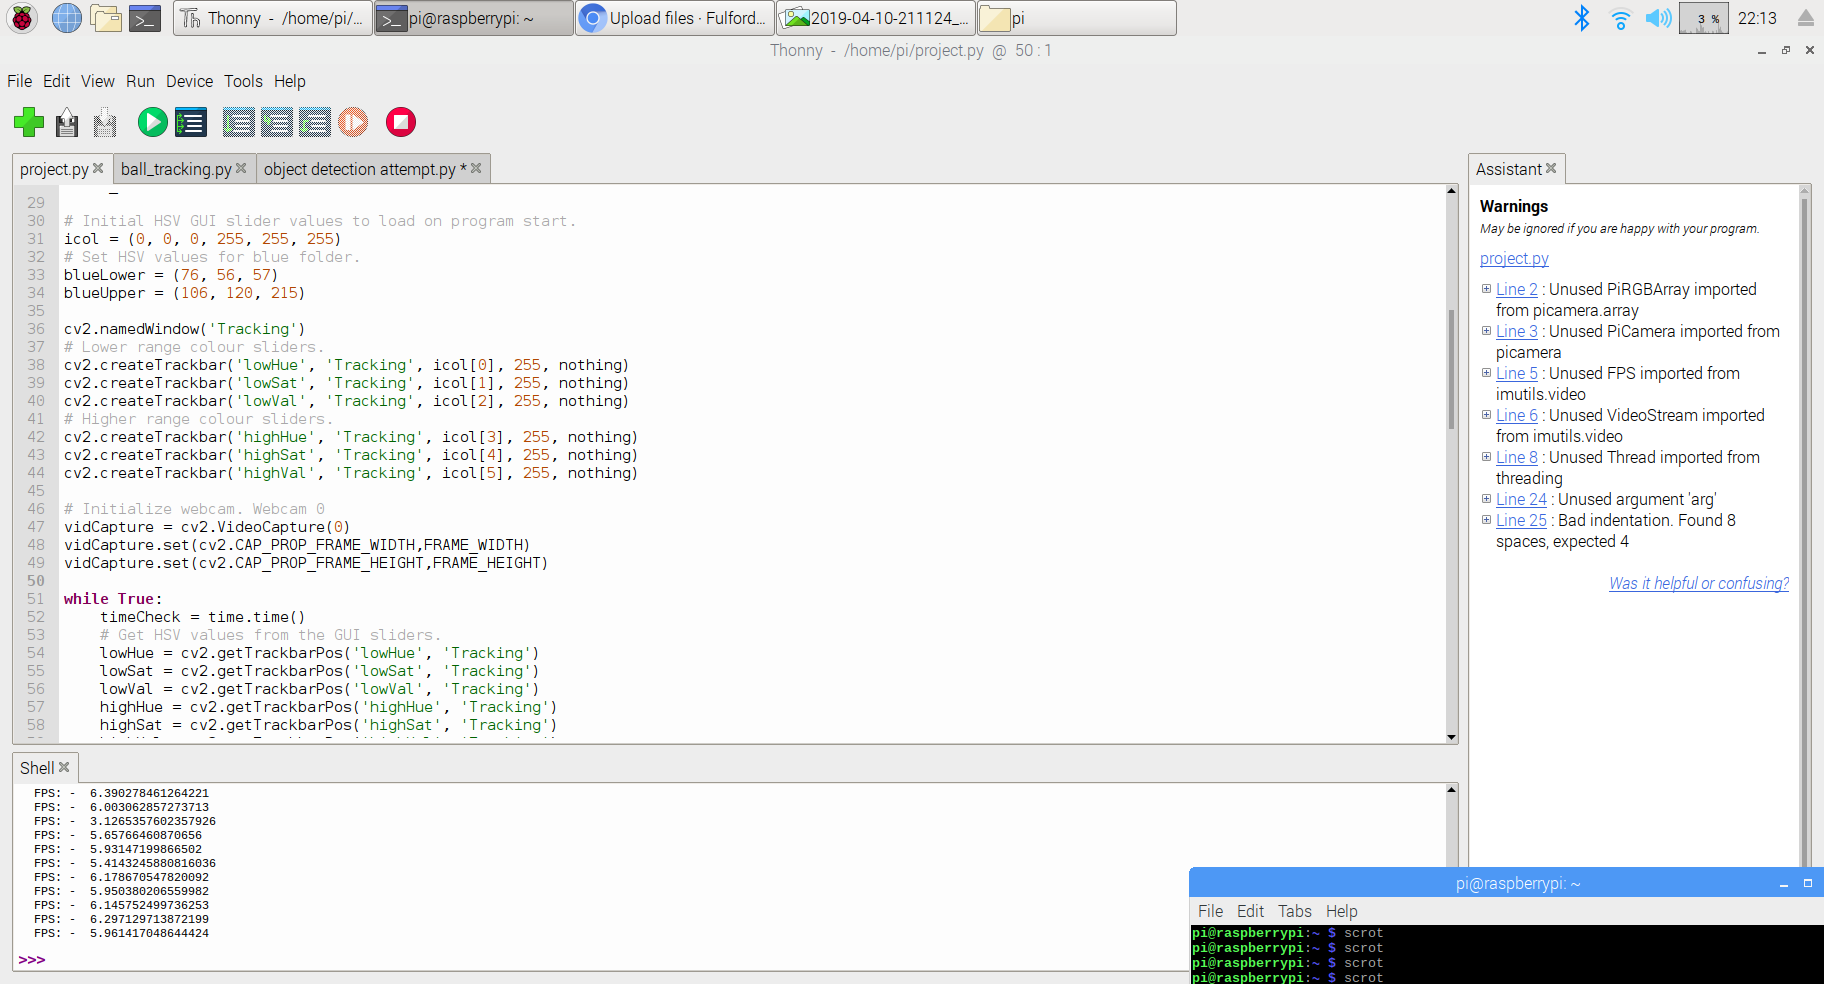 Thonny - /home/pi/...
pi@raspberrypi: ~
Upload files · Fulford...
2019-04-10-211124_...
pi
3 %
22:13
Thonny - /home/pi/project.py @ 50 : 1
File Edit View Run Device Tools Help
project.py
ball_tracking.py
object detection attempt.py *
29
30 # Initial HSV GUI slider values to load on program start.
31 icol = (0, 0, 0, 255, 255, 255)
32 # Set HSV values for blue folder.
33 blueLower = (76, 56, 57)
34 blueUpper = (106, 120, 215)
35
36 cv2.namedWindow('Tracking')
37 # Lower range colour sliders.
38 cv2.createTrackbar('lowHue', 'Tracking', icol[0], 255, nothing)
39 cv2.createTrackbar('lowSat', 'Tracking', icol[1], 255, nothing)
40 cv2.createTrackbar('lowVal', 'Tracking', icol[2], 255, nothing)
41 # Higher range colour sliders.
42 cv2.createTrackbar('highHue', 'Tracking', icol[3], 255, nothing)
43 cv2.createTrackbar('highSat', 'Tracking', icol[4], 255, nothing)
44 cv2.createTrackbar('highVal', 'Tracking', icol[5], 255, nothing)
45
46 # Initialize webcam. Webcam 0
47 vidCapture = cv2.VideoCapture(0)
48 vidCapture.set(cv2.CAP_PROP_FRAME_WIDTH,FRAME_WIDTH)
49 vidCapture.set(cv2.CAP_PROP_FRAME_HEIGHT,FRAME_HEIGHT)
50
51 while True:
52 timeCheck = time.time()
53 # Get HSV values from the GUI sliders.
54 lowHue = cv2.getTrackbarPos('lowHue', 'Tracking')
55 lowSat = cv2.getTrackbarPos('lowSat', 'Tracking')
56 lowVal = cv2.getTrackbarPos('lowVal', 'Tracking')
57 highHue = cv2.getTrackbarPos('highHue', 'Tracking')
58 highSat = cv2.getTrackbarPos('highSat', 'Tracking')
Assistant
Warnings
May be ignored if you are happy with your program.
project.py
Line 2 : Unused PiRGBArray imported
from picamera.array
Line 3 : Unused PiCamera imported from
picamera
Line 5 : Unused FPS imported from
imutils.video
Line 6 : Unused VideoStream imported
from imutils.video
Line 8 : Unused Thread imported from
threading
Line 24 : Unused argument 'arg'
Line 25 : Bad indentation. Found 8
spaces, expected 4
Was it helpful or confusing?
Shell
FPS: - 6.390278461264221
FPS: - 6.003062857273713
FPS: - 3.1265357602357926
FPS: - 5.65766460870656
FPS: - 5.93147199866502
FPS: - 5.4143245880816036
FPS: - 6.178670547820092
FPS: - 5.950380206559982
FPS: - 6.145752499736253
FPS: - 6.297129713872199
FPS: - 5.961417048644424
>>>
pi@raspberrypi: ~
File Edit Tabs Help
pi@raspberrypi:~ $ scrot
pi@raspberrypi:~ $ scrot
pi@raspberrypi:~ $ scrot
pi@raspberrypi:~ $ scrot